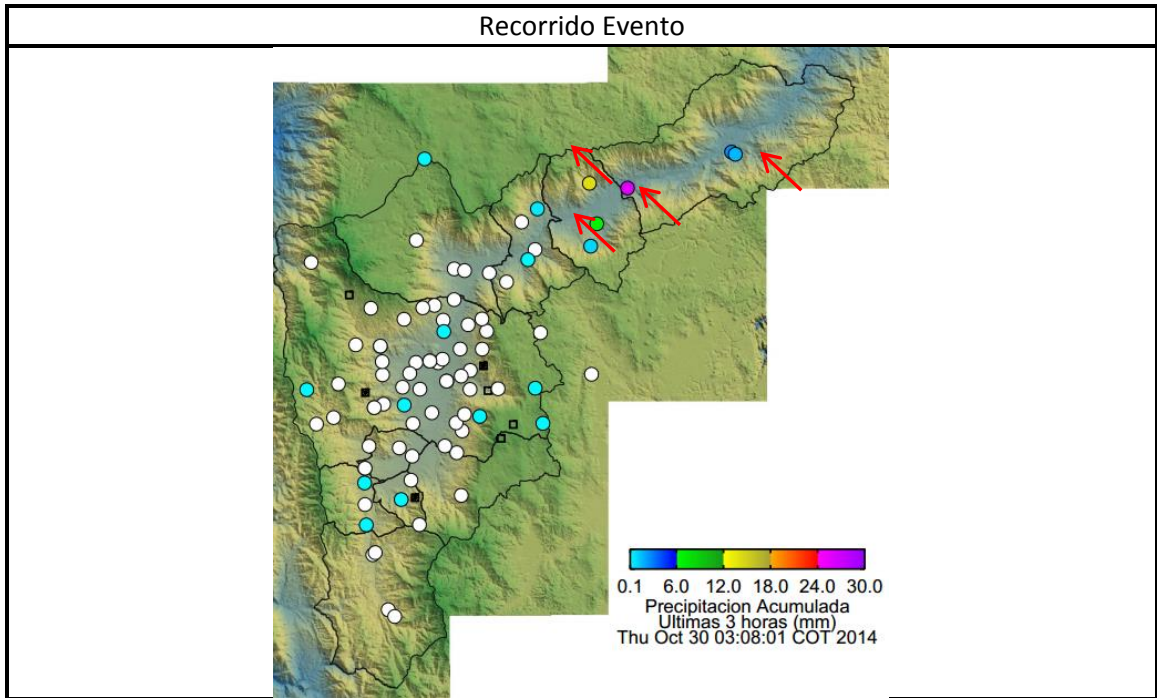 Recorrido Evento
0.1 6.0 12.0 18.0 24.0 30.0
Precipitacion Acumulada
Ultimas 3 horas (mm)
Thu Oct 30 03:08:01 COT 2014